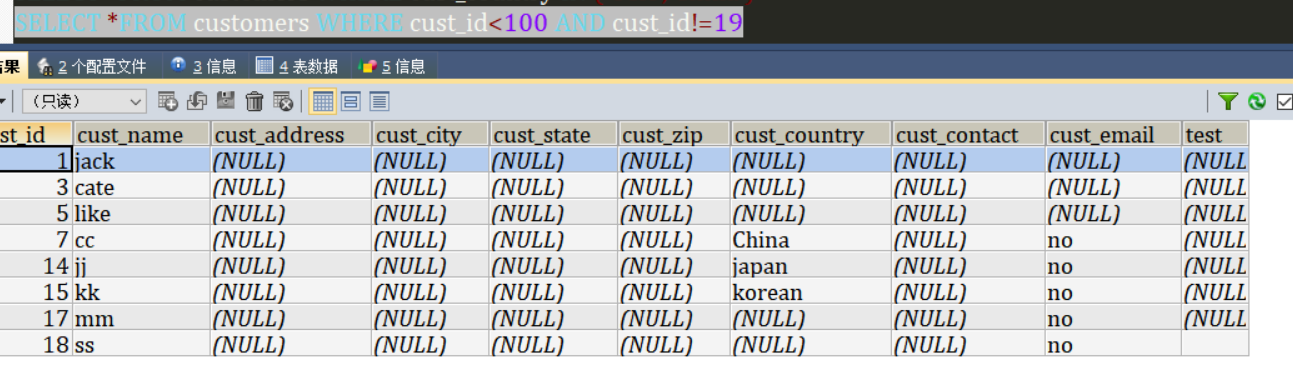 SELECT *FROM customers WHERE cust_id<100 AND cust_id!=19
结果 2 个配置文件 3 信息 4 表数据 5 信息
（只读）
st_id cust_name cust_address cust_city cust_state cust_zip cust_country cust_contact cust_email test
1 jack (NULL) (NULL) (NULL) (NULL) (NULL) (NULL) (NULL) (NULL
3 cate (NULL) (NULL) (NULL) (NULL) (NULL) (NULL) (NULL) (NULL
5 like (NULL) (NULL) (NULL) (NULL) (NULL) (NULL) (NULL) (NULL
7 cc (NULL) (NULL) (NULL) (NULL) China (NULL) no (NULL
14 jj (NULL) (NULL) (NULL) (NULL) japan (NULL) no (NULL
15 kk (NULL) (NULL) (NULL) (NULL) korean (NULL) no (NULL
17 mm (NULL) (NULL) (NULL) (NULL) (NULL) (NULL) no (NULL
18 ss (NULL) (NULL) (NULL) (NULL) (NULL) (NULL) no